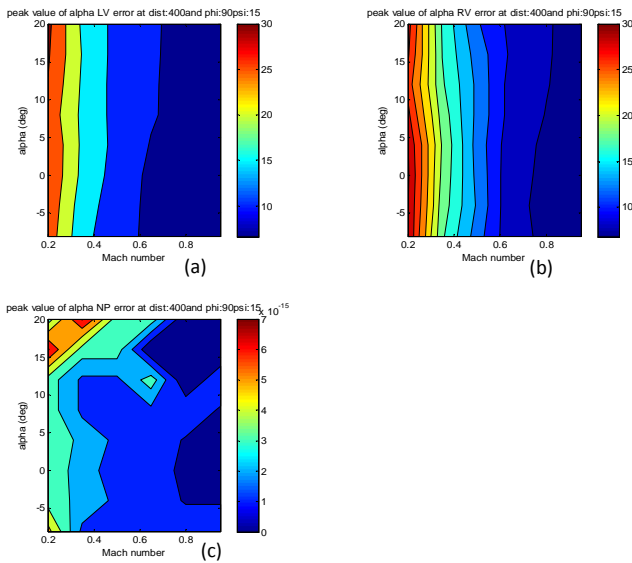 peak value of alpha LV error at dist:400and phi:90psi:15
alpha (deg)
20
15
10
5
0
-5
0.2 0.4 0.6 0.8
Mach number
(a)
30
25
20
15
10
peak value of alpha RV error at dist:400and phi:90psi:15
alpha (deg)
20
15
10
5
0
-5
0.2 0.4 0.6 0.8
Mach number
(b)
30
25
20
15
10
peak value of alpha NP error at dist:400and phi:90psi:15
alpha (deg)
20
15
10
5
0
-5
0.2 0.4 0.6 0.8
Mach number
(c)
x 10-15
7
6
5
4
3
2
1
0